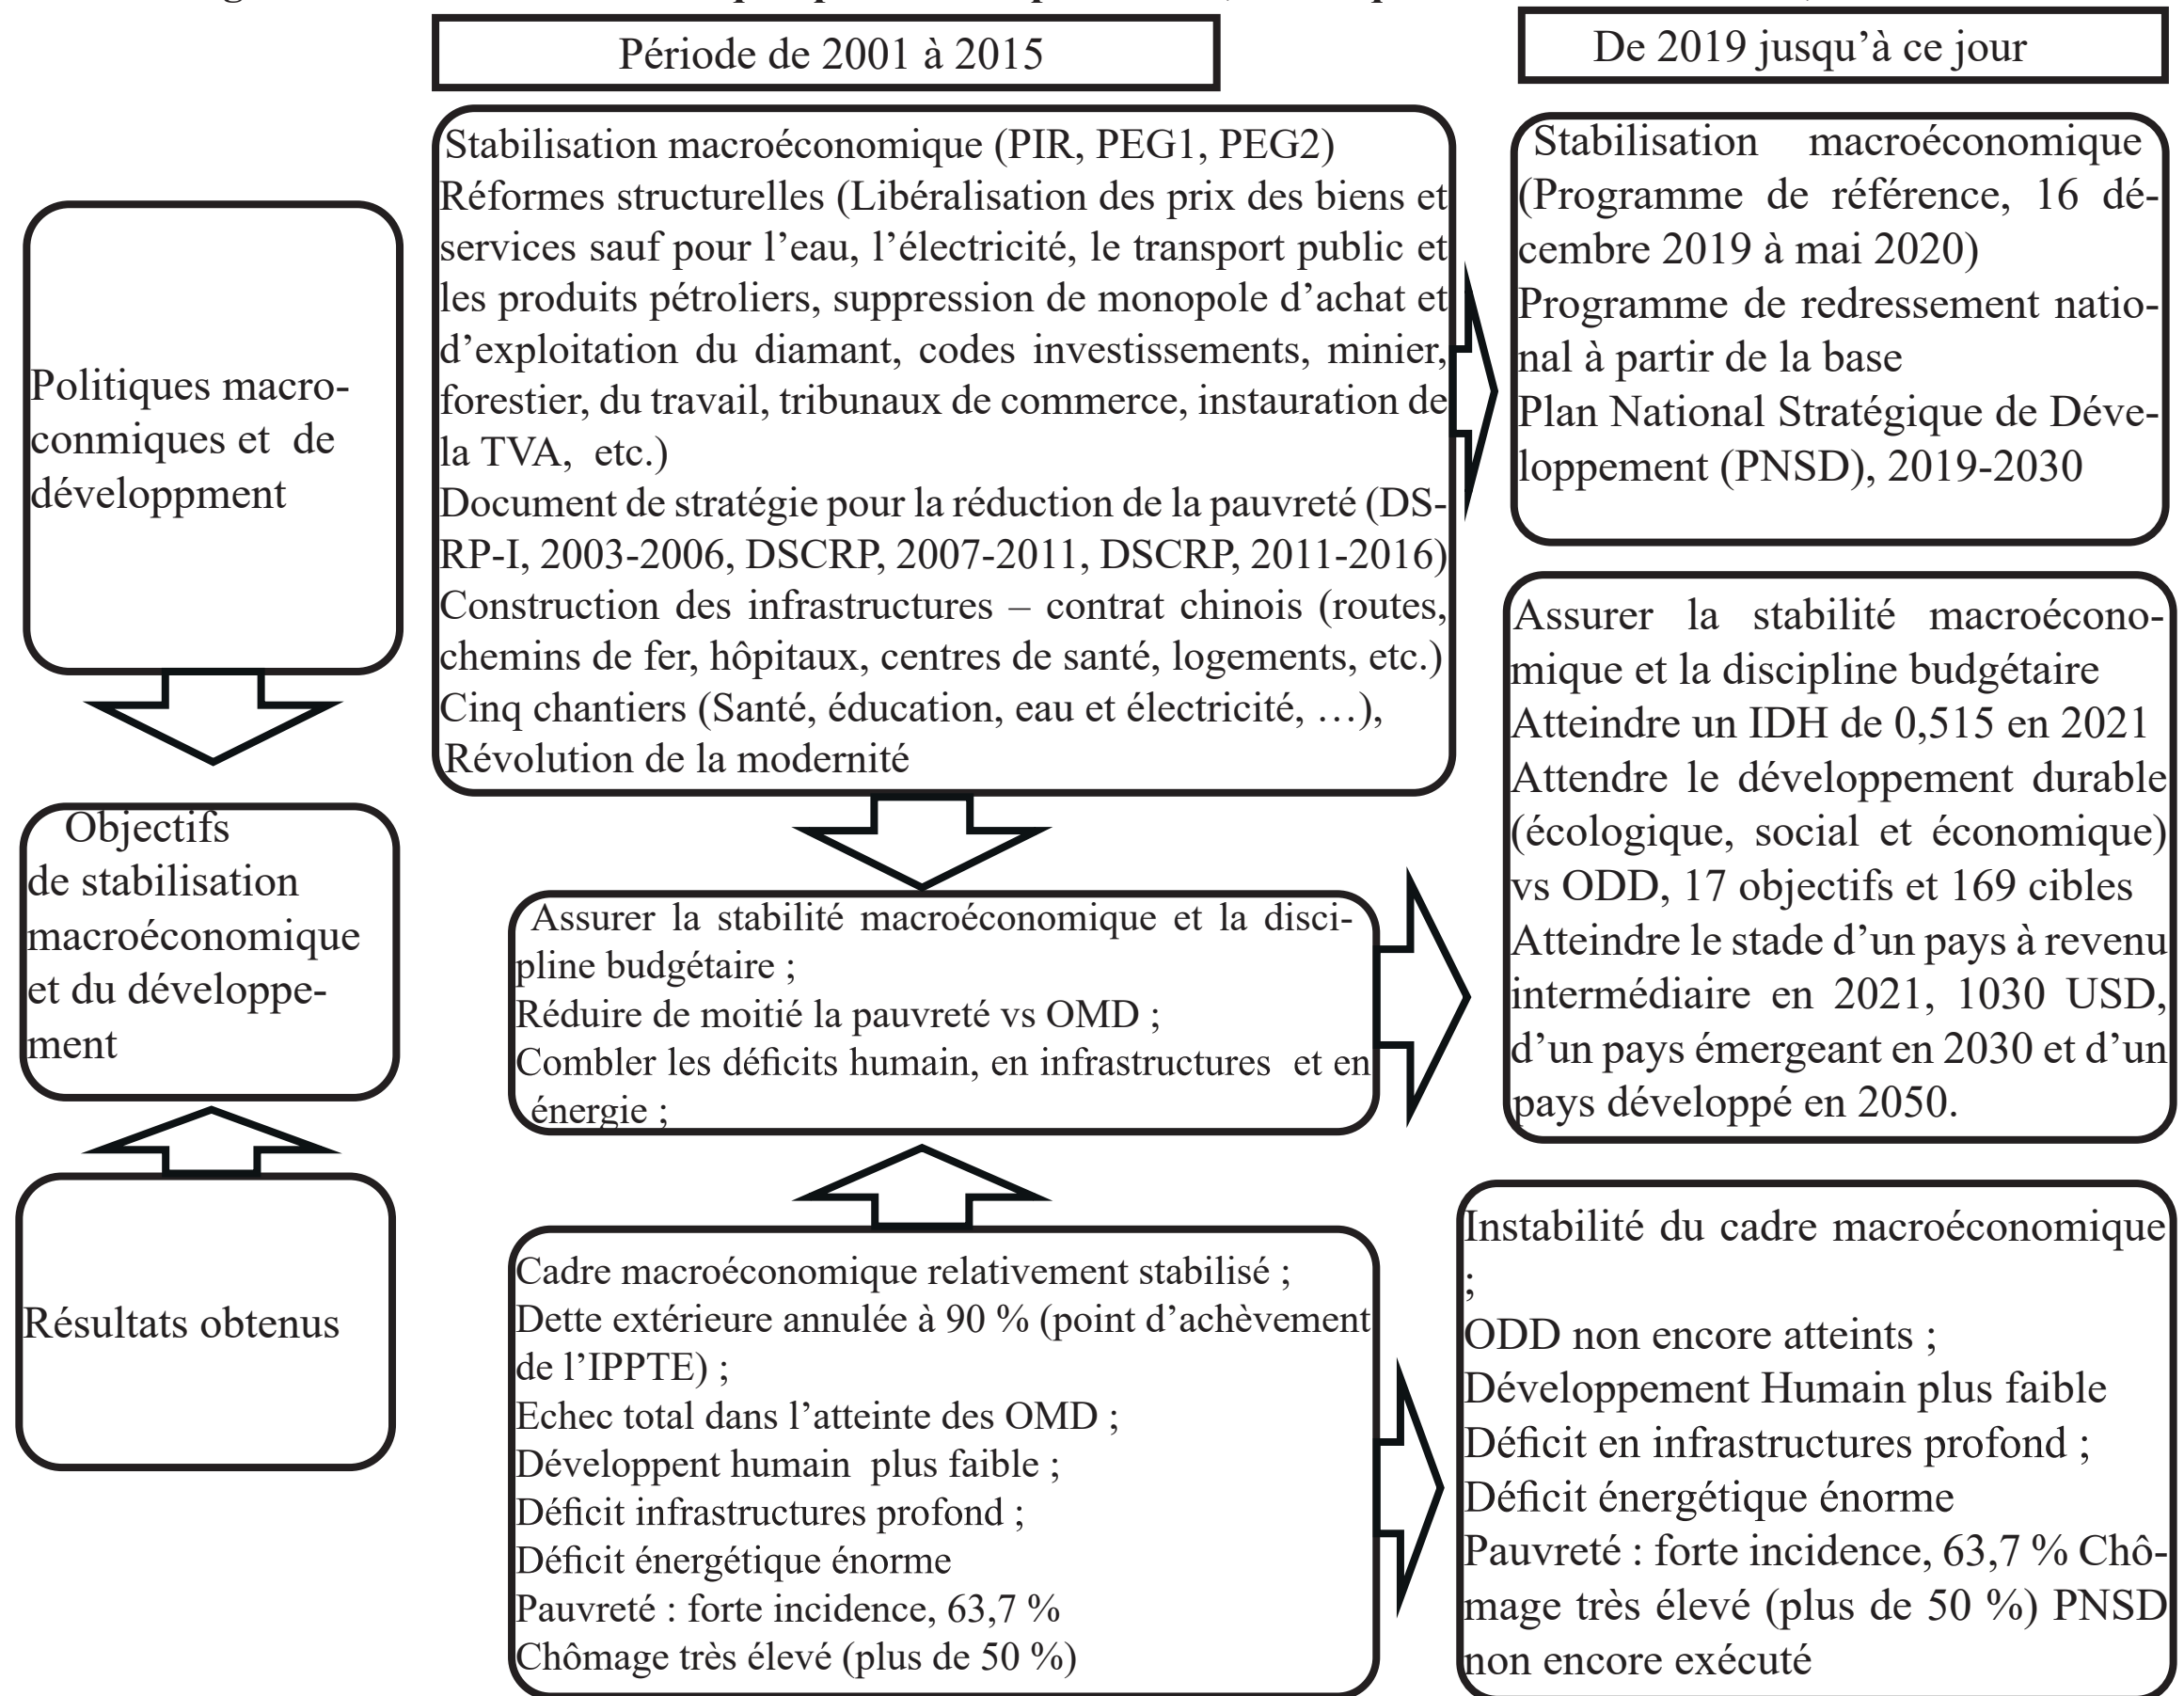 Période de 2001 à 2015
De 2019 jusqu’à ce jour
Politiques macro-
conmiques et de
développment
Stabilisation macroéconomique (PIR, PEG1, PEG2)
Réformes structurelles (Libéralisation des prix des biens et
services sauf pour l’eau, l’électricité, le transport public et
les produits pétroliers, suppression de monopole d’achat et
d’exploitation du diamant, codes investissements, minier,
forestier, du travail, tribunaux de commerce, instauration de
la TVA, etc.)
Document de stratégie pour la réduction de la pauvreté (DS-
RP-I, 2003-2006, DSCRP, 2007-2011, DSCRP, 2011-2016)
Construction des infrastructures – contrat chinois (routes,
chemins de fer, hôpitaux, centres de santé, logements, etc.)
Cinq chantiers (Santé, éducation, eau et électricité, …),
Révolution de la modernité
Stabilisation macroéconomique
(Programme de référence, 16 dé-
cembre 2019 à mai 2020)
Programme de redressement natio-
nal à partir de la base
Plan National Stratégique de Déve-
loppement (PNSD), 2019-2030
Objectifs
de stabilisation
macroéconomique
et du développe-
ment
Assurer la stabilité macroéconomique et la disci-
pline budgétaire ;
Réduire de moitié la pauvreté vs OMD ;
Combler les déficits humain, en infrastructures et en
énergie ;
Assurer la stabilité macroécono-
mique et la discipline budgétaire
Atteindre un IDH de 0,515 en 2021
Attendre le développement durable
(écologique, social et économique)
vs ODD, 17 objectifs et 169 cibles
Atteindre le stade d’un pays à revenu
intermédiaire en 2021, 1030 USD,
d’un pays émergeant en 2030 et d’un
pays développé en 2050.
Résultats obtenus
Cadre macroéconomique relativement stabilisé ;
Dette extérieure annulée à 90 % (point d’achèvement
de l’IPPTE) ;
Echec total dans l’atteinte des OMD ;
Développent humain plus faible ;
Déficit infrastructures profond ;
Déficit énergétique énorme
Pauvreté : forte incidence, 63,7 %
Chômage très élevé (plus de 50 %)
Instabilité du cadre macroéconomique
;
ODD non encore atteints ;
Développement Humain plus faible
Déficit en infrastructures profond ;
Déficit énergétique énorme
Pauvreté : forte incidence, 63,7 % Chô-
mage très élevé (plus de 50 %) PNSD
non encore exécuté